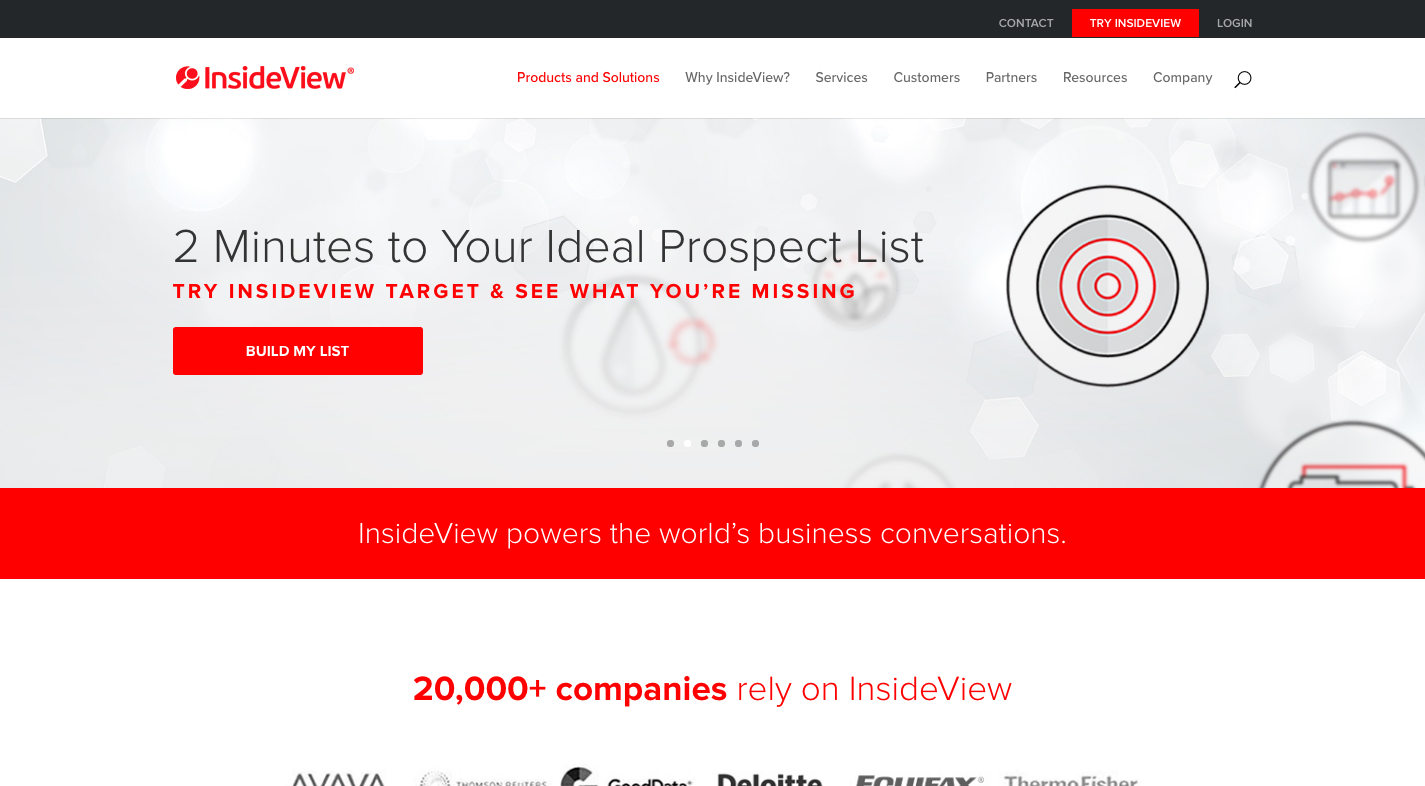 CONTACT TRY INSIDEVIEW LOGIN
InsideView® Products and Solutions Why InsideView? Services Customers Partners Resources Company
2 Minutes to Your Ideal Prospect List
TRY INSIDEVIEW TARGET & SEE WHAT YOU’RE MISSING
BUILD MY LIST
InsideView powers the world’s business conversations.
20,000+ companies rely on InsideView
AVAYA THOMSON REUTERS GoodData® Deloitte EQUIFAX® ThermoFisher